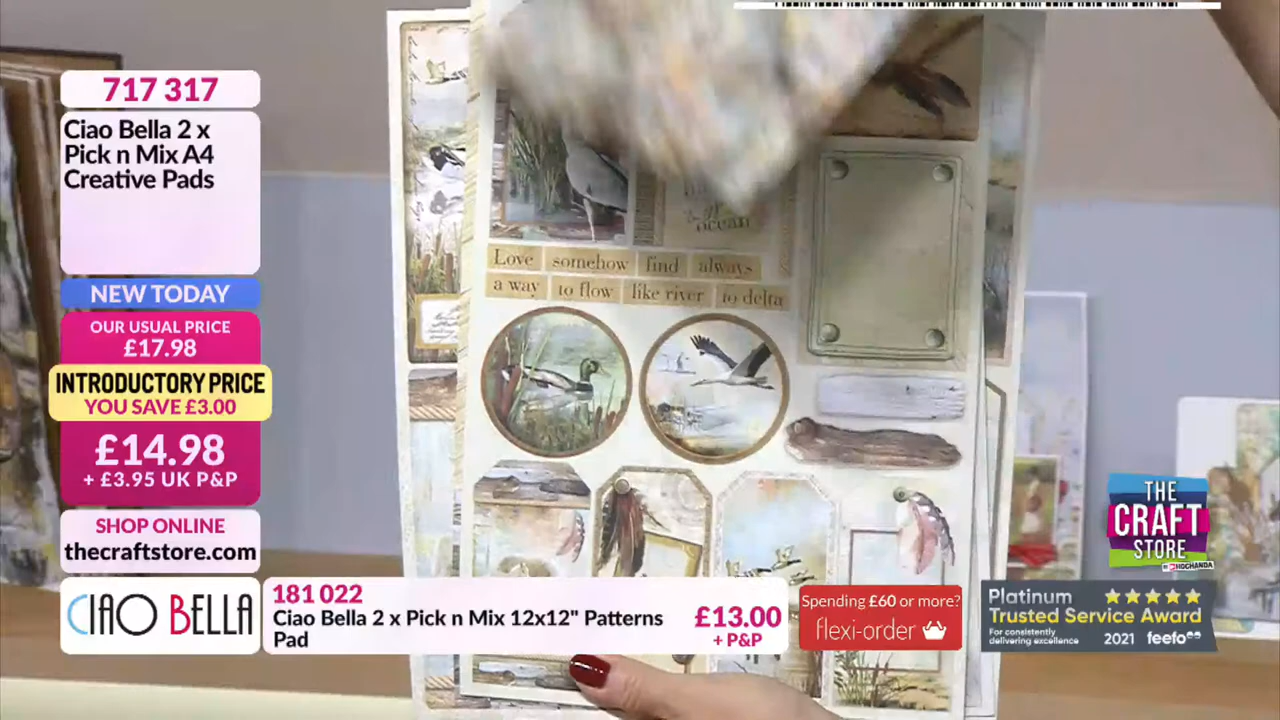 717 317
Ciao Bella 2 x
Pick n Mix A4
Creative Pads
NEW TODAY
OUR USUAL PRICE
£17.98
INTRODUCTORY PRICE
YOU SAVE £3.00
£14.98
+ £3.95 UK P&P
SHOP ONLINE
thecraftstore.com
CIAO BELLA
181 022
Ciao Bella 2 x Pick n Mix 12x12" Patterns
Pad
£13.00
+ P&P
Spending £60 or more?
flexi-order
Platinum
Trusted Service Award
For consistently
delivering excellence
2021 feefo
THE
CRAFT
STORE
BY HOCHANDA
ocean
Love somehow find always
a way to flow like river to delta